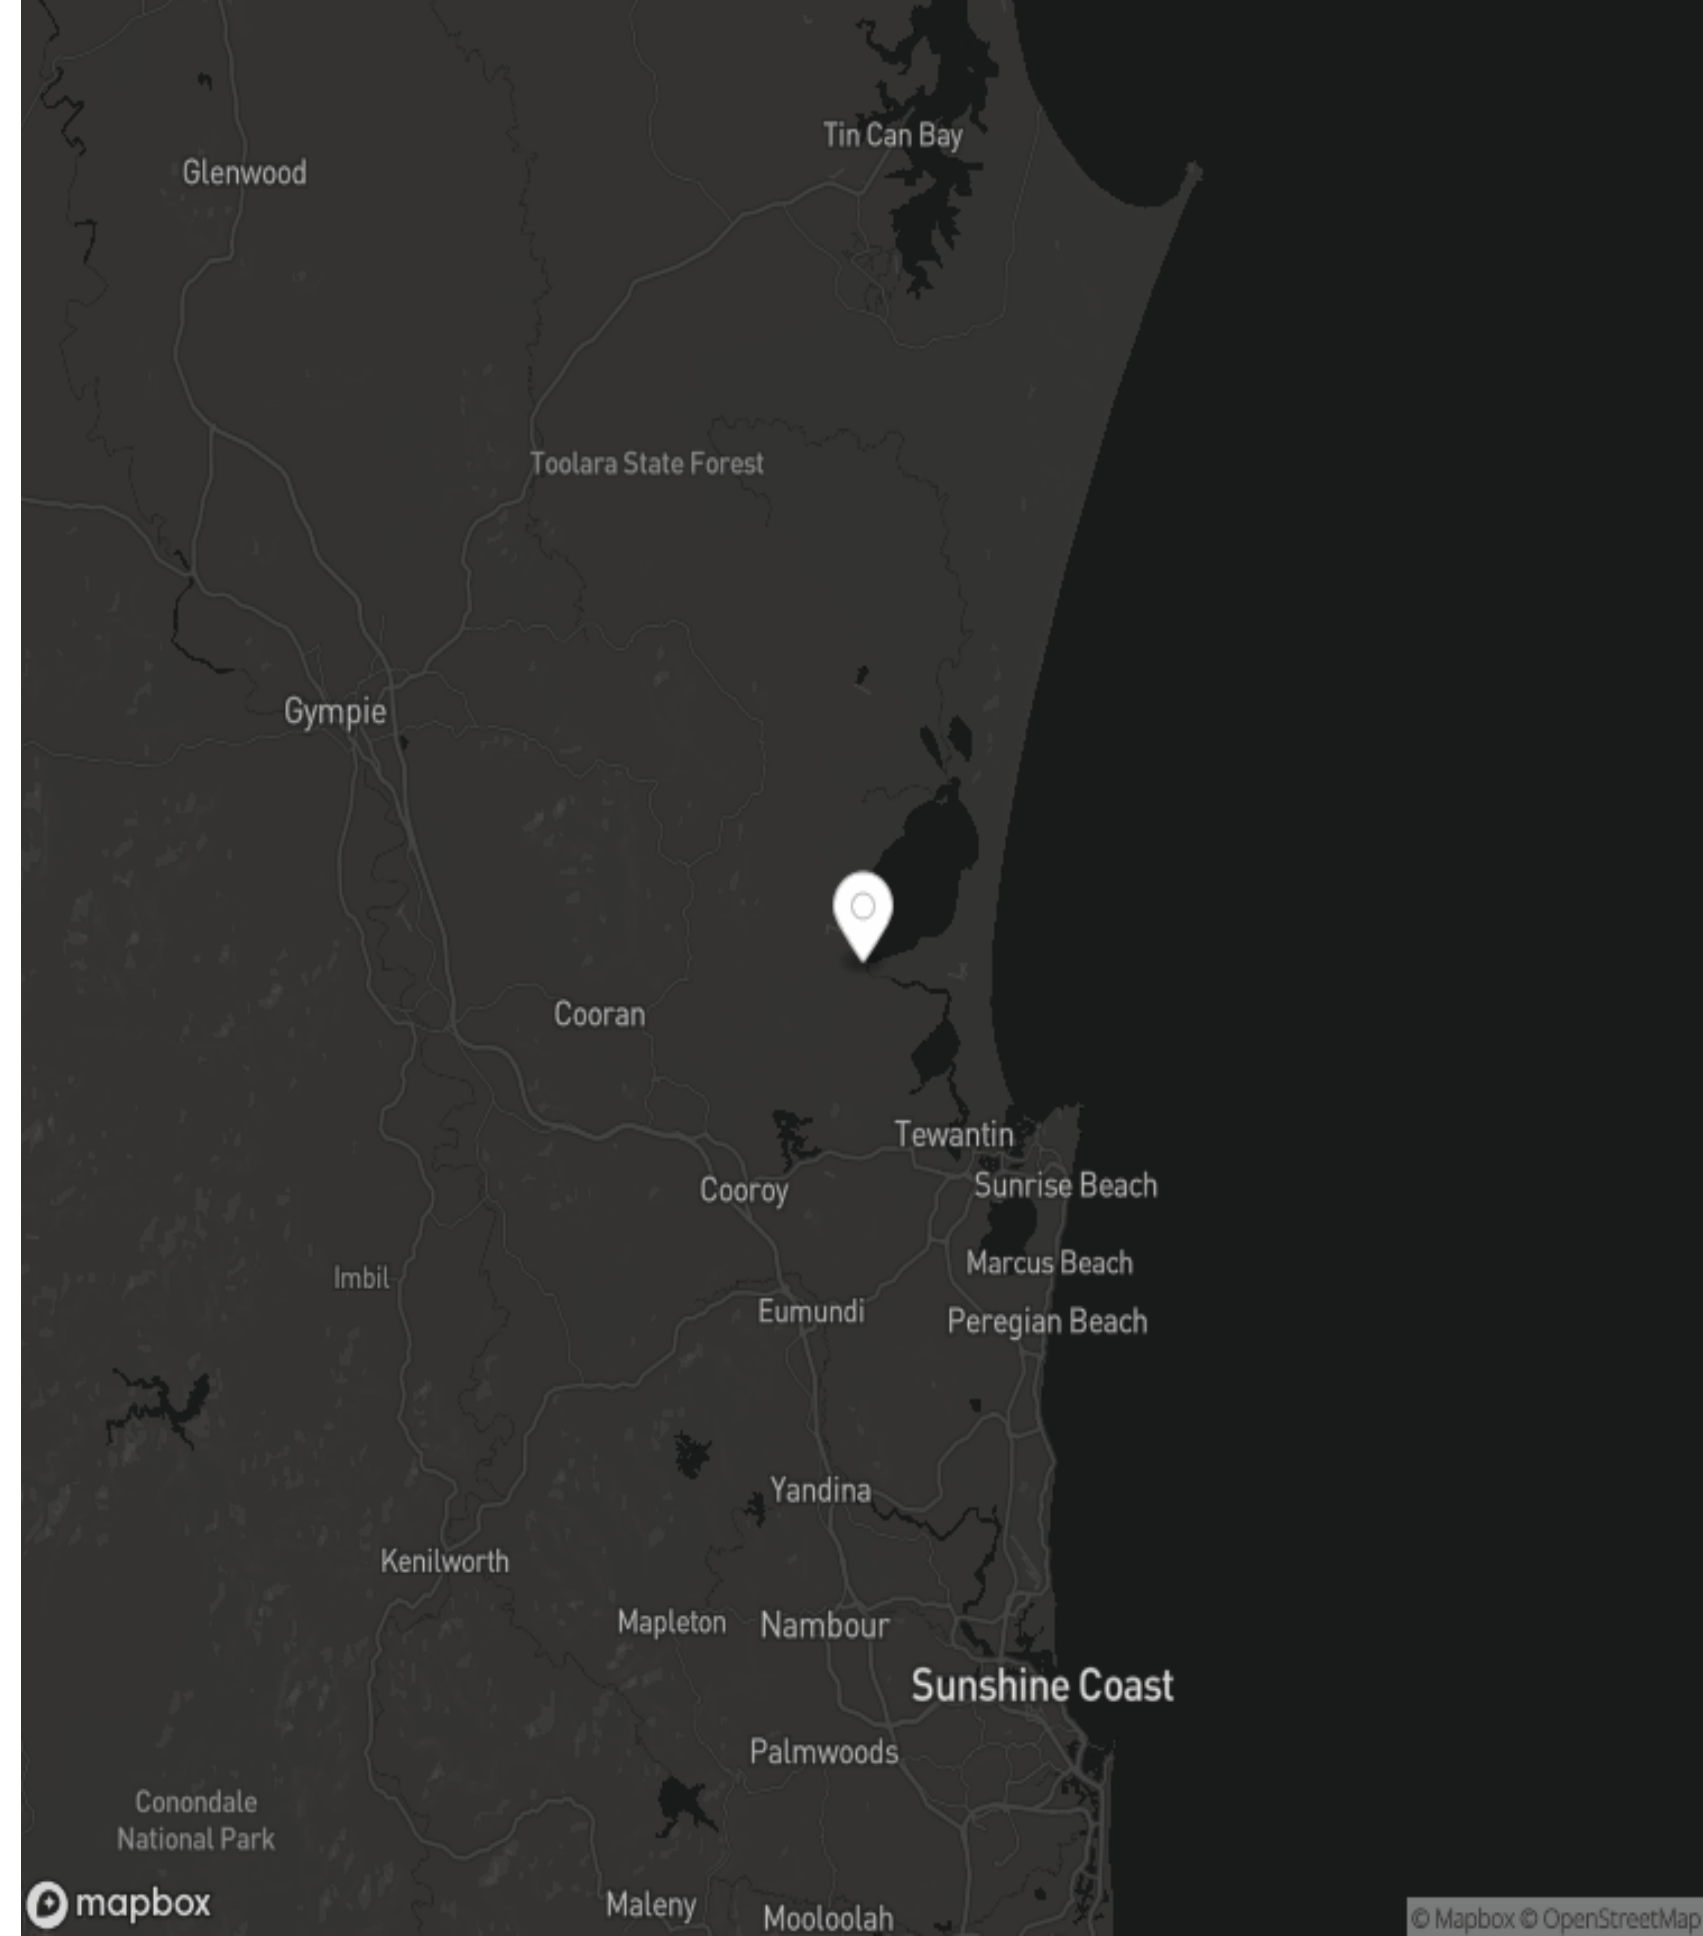 Tin Can Bay
Glenwood
Toolara State Forest
Gympie
Cooran
Tewantin
Sunrise Beach
Cooroy
Marcus Beach
Imbil
Eumundi
Peregian Beach
Yandina
Kenilworth
Mapleton
Nambour
Sunshine Coast
Palmwoods
Conondale
National Park
Maleny
Mooloolah
mapbox
© Mapbox © OpenStreetMap